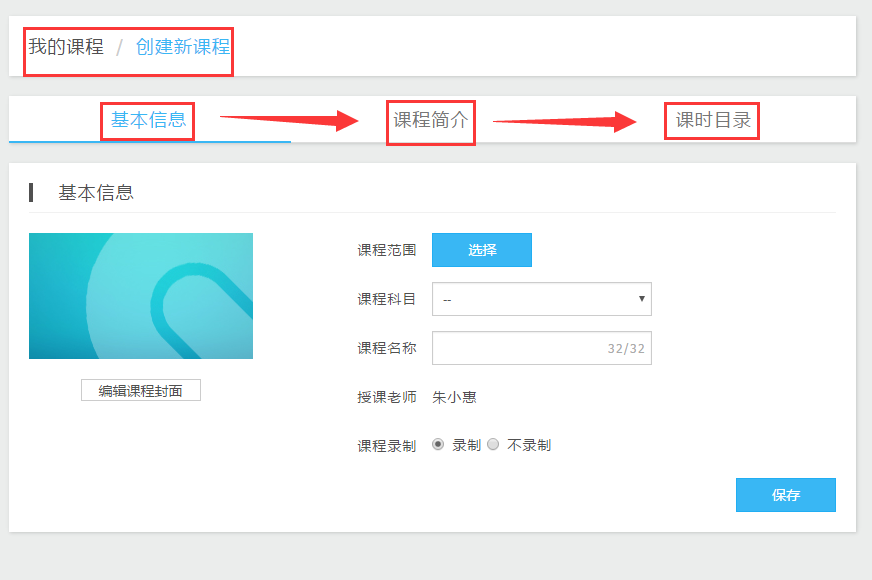 我的课程 / 创建新课程
基本信息 课程简介 课时目录
基本信息
课程范围 选择
课程科目 --
课程名称 32/32
编辑课程封面
授课老师 朱小惠
课程录制 录制 不录制
保存